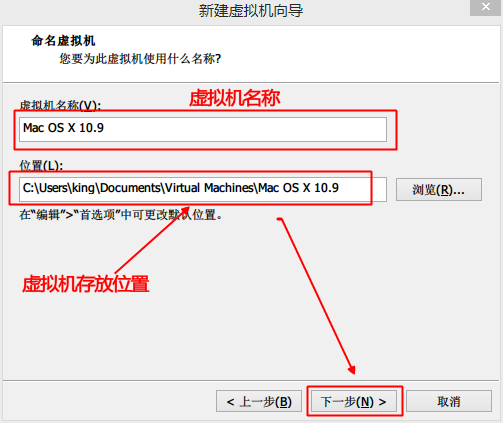 新建虚拟机向导
命名虚拟机
您要为此虚拟机使用什么名称?
虚拟机名称(V):
虚拟机名称
Mac OS X 10.9
位置(L):
C:\Users\king\Documents\Virtual Machines\Mac OS X 10.9
浏览(R)...
在“编辑”>“首选项”中可更改默认位置。
虚拟机存放位置
< 上一步(B)
下一步(N) >
取消